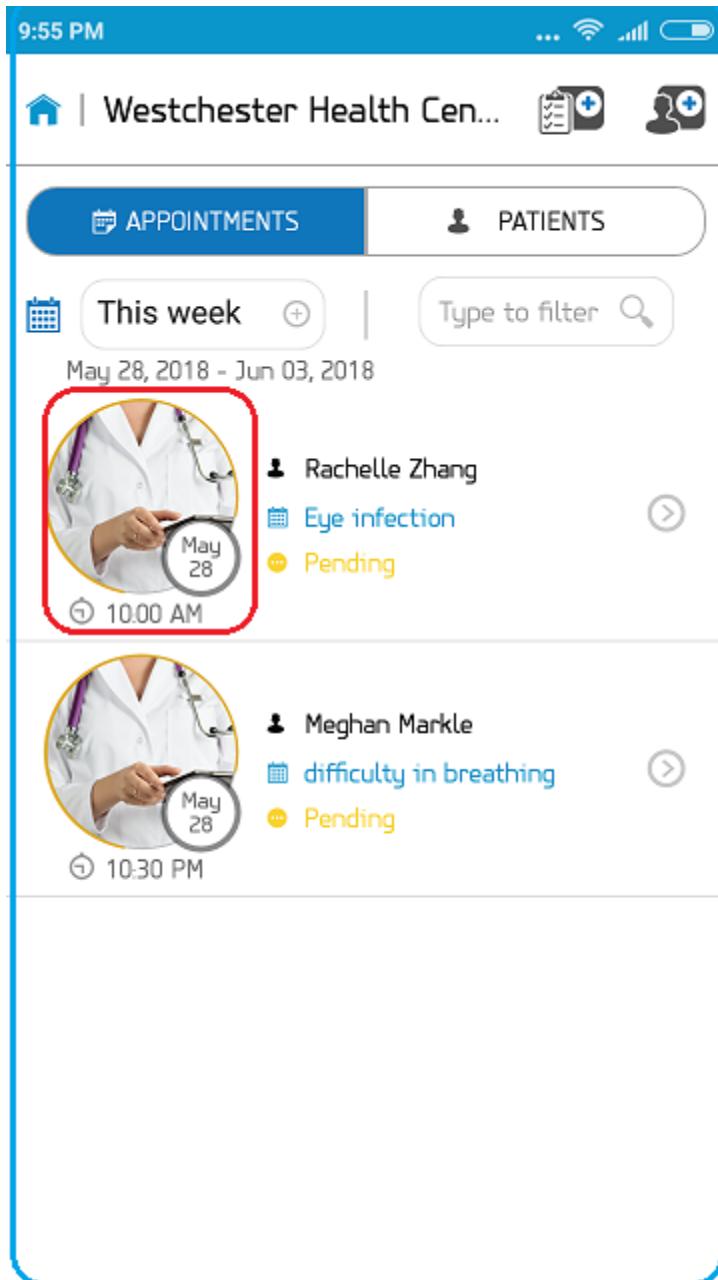 9:55 PM
Westchester Health Cen...
APPOINTMENTS
PATIENTS
This week
Type to filter
May 28, 2018 - Jun 03, 2018
Rachelle Zhang
Eye infection
May
28
Pending
10:00 AM
Meghan Markle
difficulty in breathing
May
28
Pending
10:30 PM